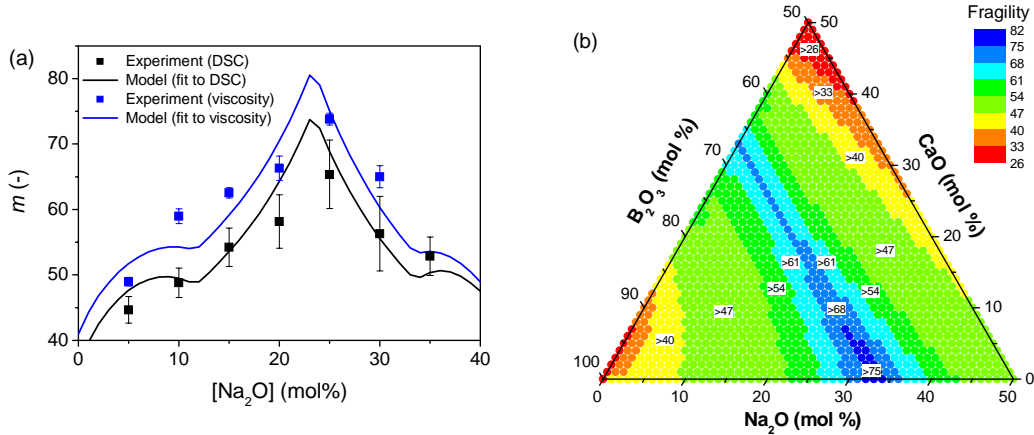 (a)
Experiment (DSC)
Model (fit to DSC)
Experiment (viscosity)
Model (fit to viscosity)
80
70
60
50
40
m (-)
0 10 20 30 40
[Na₂O] (mol%)
(b)
Fragility
82
75
68
61
54
47
40
33
26
50 50
60 40
70 30
80 20
90 10
100 0
0 10 20 30 40 50
B₂O₃ (mol %)
CaO (mol %)
Na₂O (mol %)
>26
>33
>40
>47
>61 >61
>54 >54
>68
>47
>40
>75